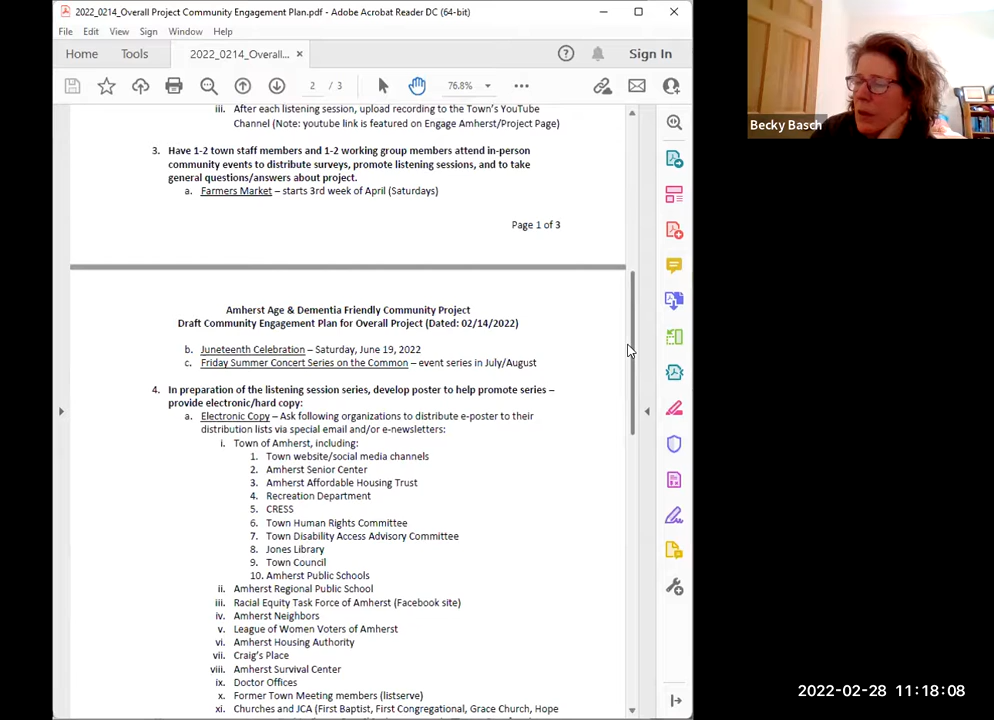 2022_0214_Overall Project Community Engagement Plan.pdf - Adobe Acrobat Reader DC (64-bit)
File Edit View Sign Window Help
Home Tools 2022_0214_Overall... × Sign In
2 / 3 76.8%
iii. After each listening session, upload recording to the Town's YouTube
Channel (Note: youtube link is featured on Engage Amherst/Project Page)
3. Have 1-2 town staff members and 1-2 working group members attend in-person
community events to distribute surveys, promote listening sessions, and to take
general questions/answers about project.
a. Farmers Market – starts 3rd week of April (Saturdays)
Page 1 of 3
Amherst Age & Dementia Friendly Community Project
Draft Community Engagement Plan for Overall Project (Dated: 02/14/2022)
b. Juneteenth Celebration – Saturday, June 19, 2022
c. Friday Summer Concert Series on the Common – event series in July/August
4. In preparation of the listening session series, develop poster to help promote series –
provide electronic/hard copy:
a. Electronic Copy – Ask following organizations to distribute e-poster to their
distribution lists via special email and/or e-newsletters:
i. Town of Amherst, including:
1. Town website/social media channels
2. Amherst Senior Center
3. Amherst Affordable Housing Trust
4. Recreation Department
5. CRESS
6. Town Human Rights Committee
7. Town Disability Access Advisory Committee
8. Jones Library
9. Town Council
10. Amherst Public Schools
ii. Amherst Regional Public School
iii. Racial Equity Task Force of Amherst (Facebook site)
iv. Amherst Neighbors
v. League of Women Voters of Amherst
vi. Amherst Housing Authority
vii. Craig's Place
viii. Amherst Survival Center
ix. Doctor Offices
x. Former Town Meeting members (listserve)
xi. Churches and JCA (First Baptist, First Congregational, Grace Church, Hope
Becky Basch
2022-02-28 11:18:08